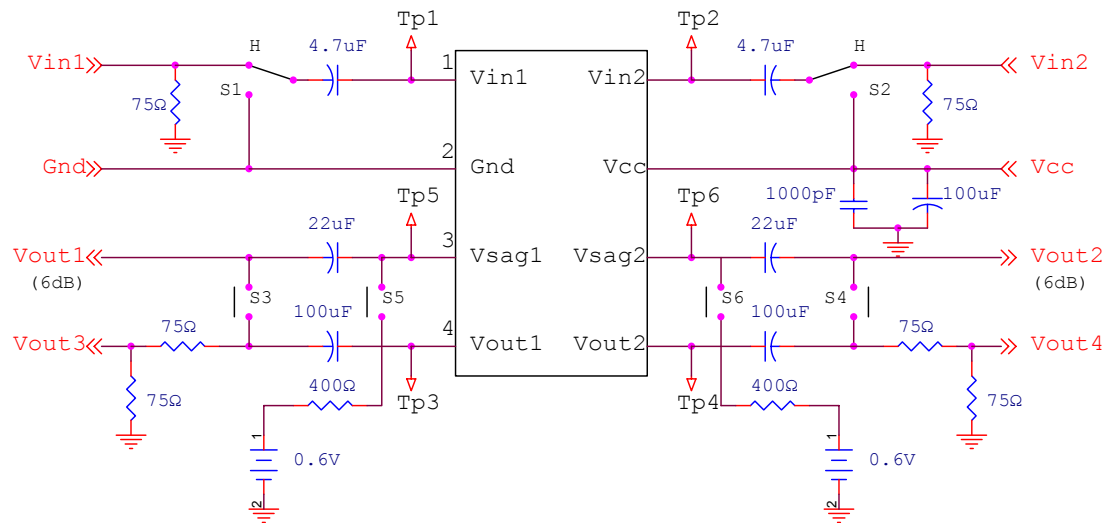 Tp1 Tp2
4.7uF 4.7uF
H H
Vin1 1 Vin1 Vin2 Vin2
S1 S2
75Ω 75Ω
2
Gnd Gnd Vcc Vcc
Tp5 Tp6
1000pF 100uF
22uF 22uF
3
Vout1 Vsag1 Vsag2 Vout2
(6dB) (6dB)
S3 S5 S6 S4
100uF 100uF
75Ω 4 75Ω
Vout3 Vout1 Vout2 Vout4
400Ω 400Ω
75Ω Tp3 Tp4 75Ω
1 1
0.6V 0.6V
2 2